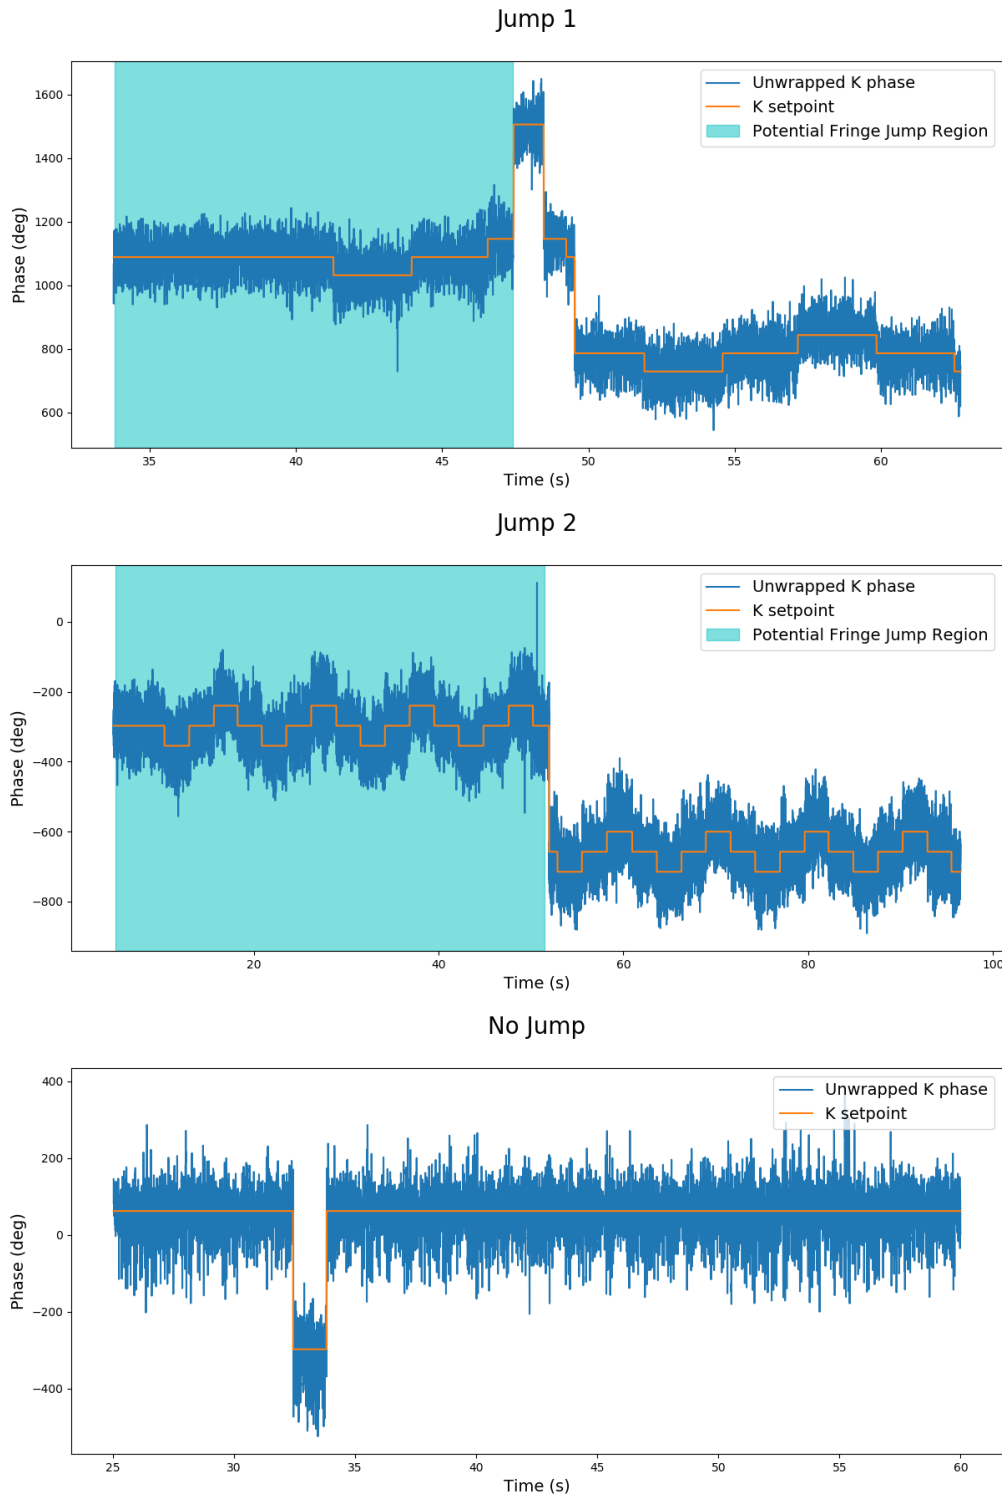 Jump 1
Phase (deg)
1600
1400
1200
1000
800
600
Unwrapped K phase
K setpoint
Potential Fringe Jump Region
35 40 45 50 55 60
Time (s)
Jump 2
Phase (deg)
0
−200
−400
−600
−800
Unwrapped K phase
K setpoint
Potential Fringe Jump Region
20 40 60 80 100
Time (s)
No Jump
Phase (deg)
400
200
0
−200
−400
Unwrapped K phase
K setpoint
25 30 35 40 45 50 55 60
Time (s)